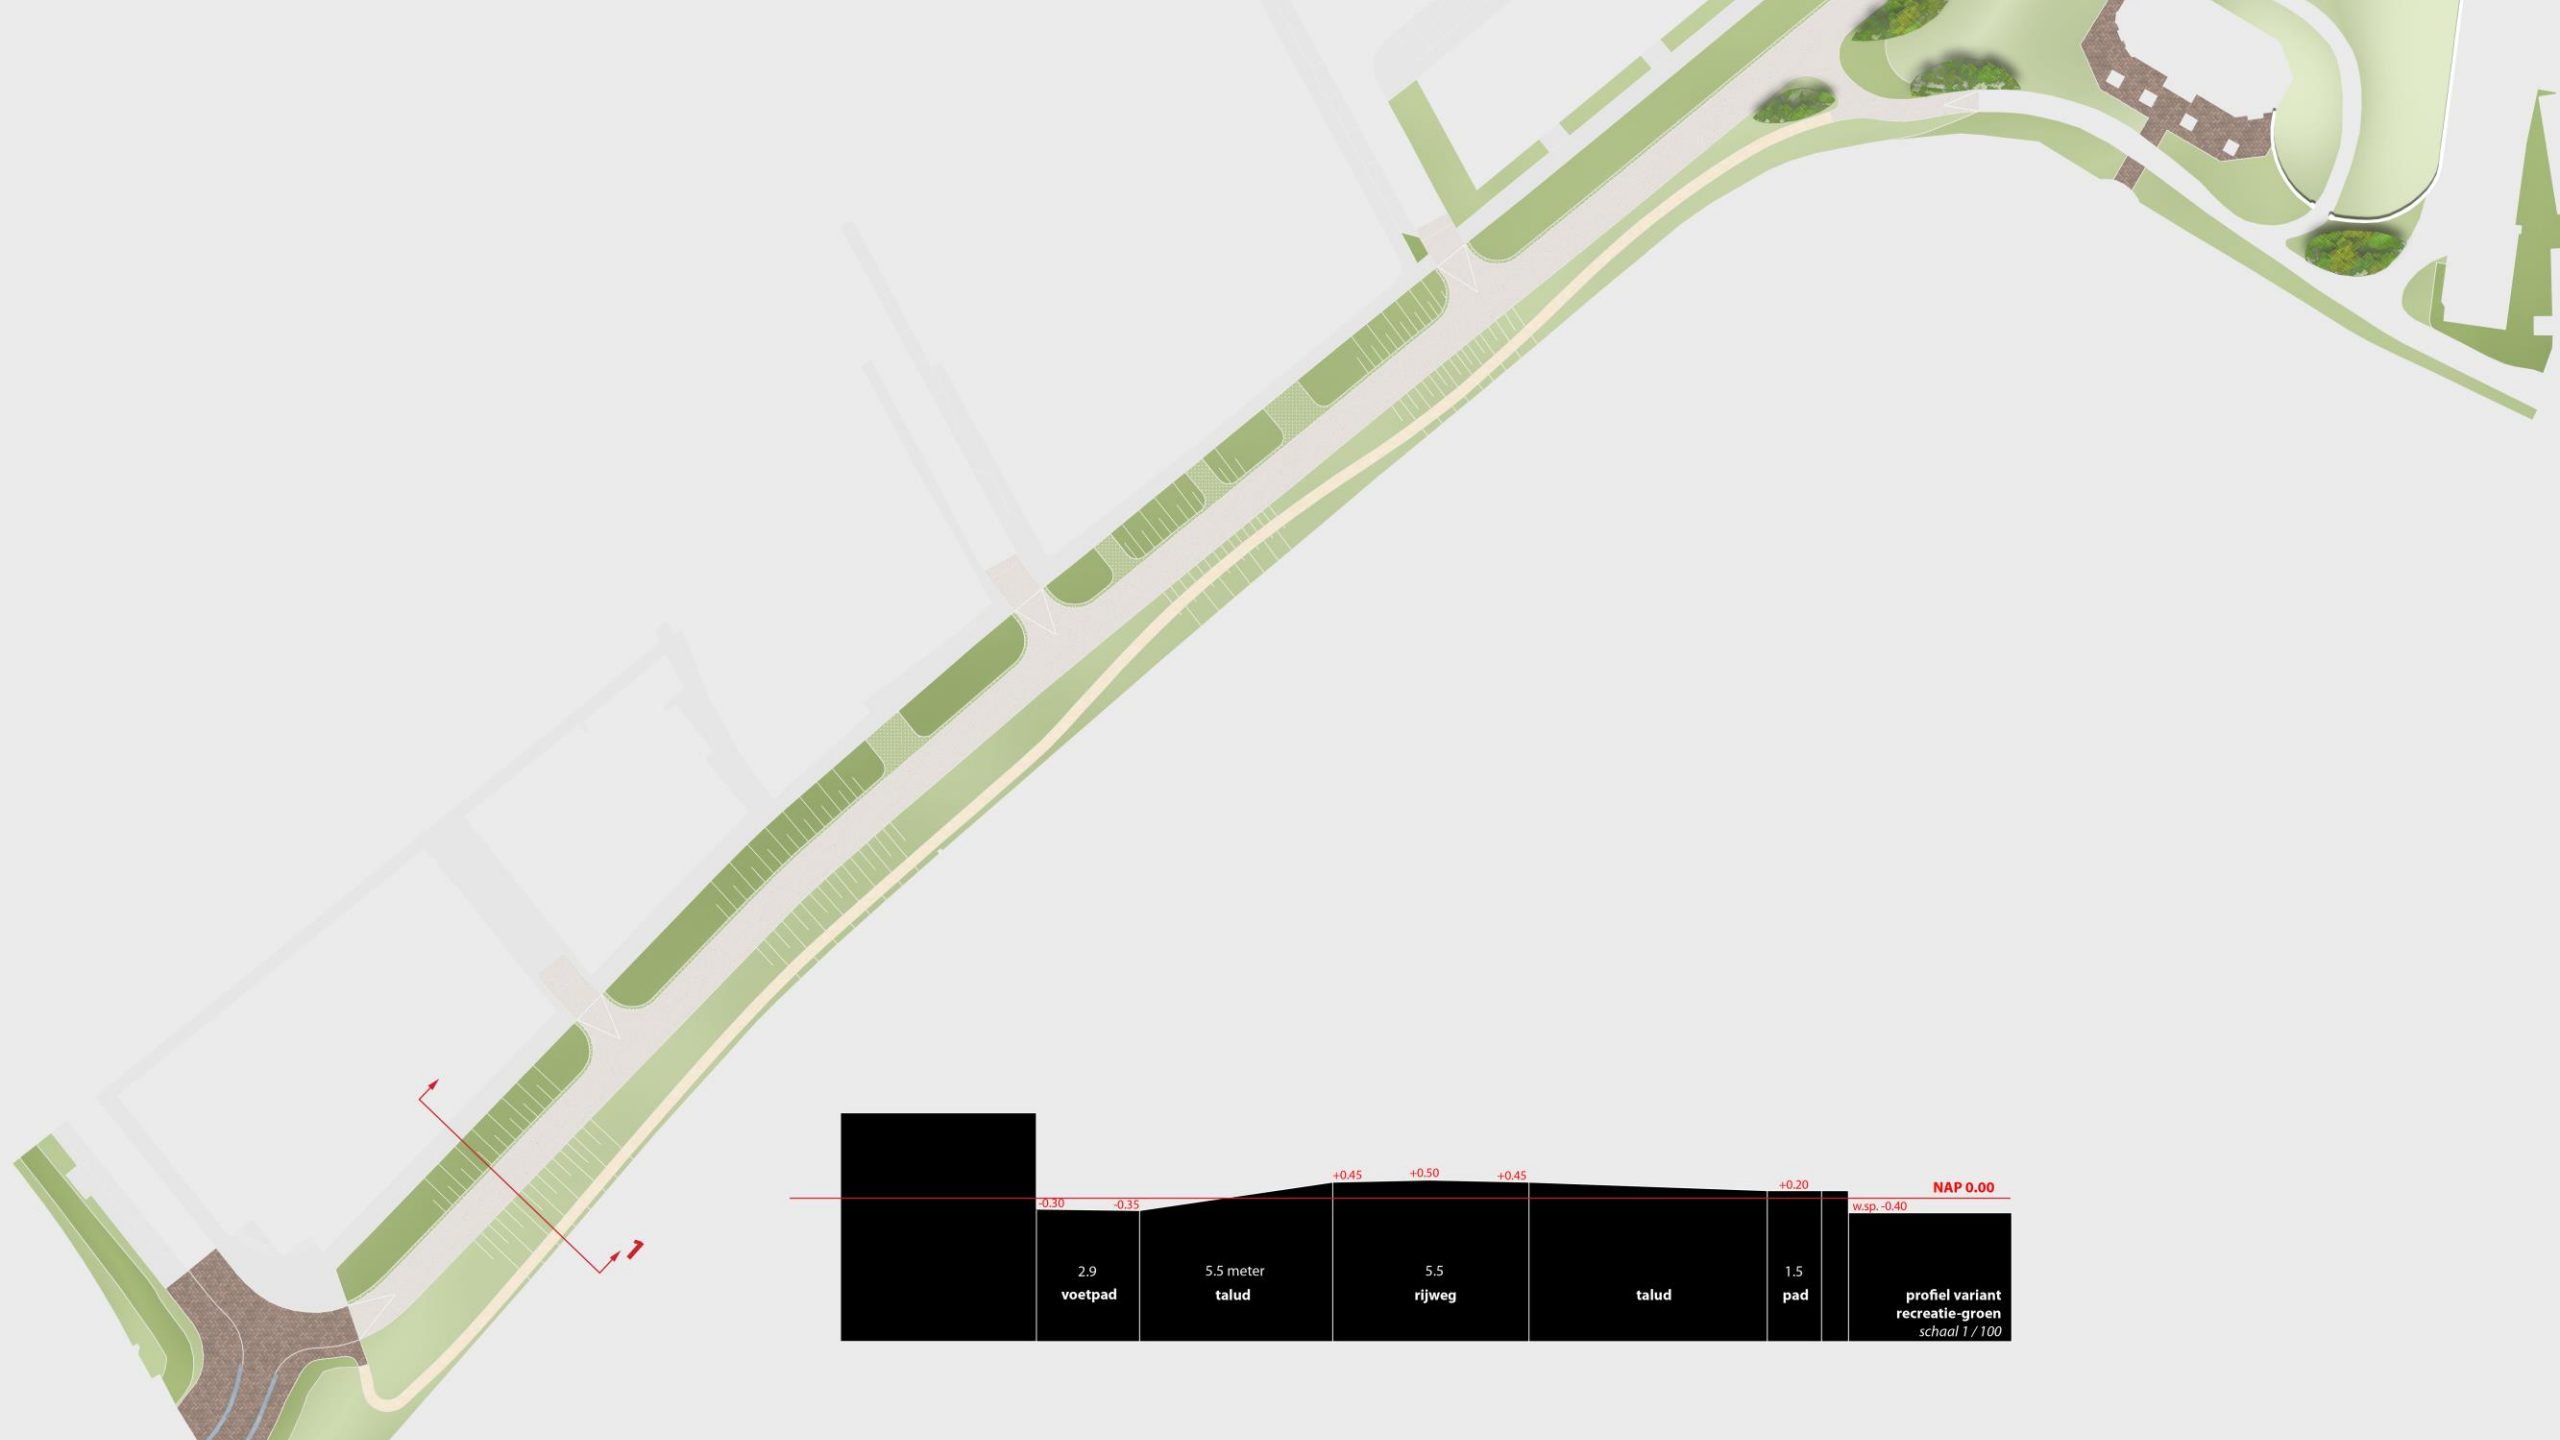 1
+0.45
+0.50
+0.45
+0.20
NAP 0.00
-0.30
-0.35
w.sp. -0.40
2.9
voetpad
5.5 meter
talud
5.5
rijweg
talud
1.5
pad
profiel variant
recreatie-groen
schaal 1 / 100